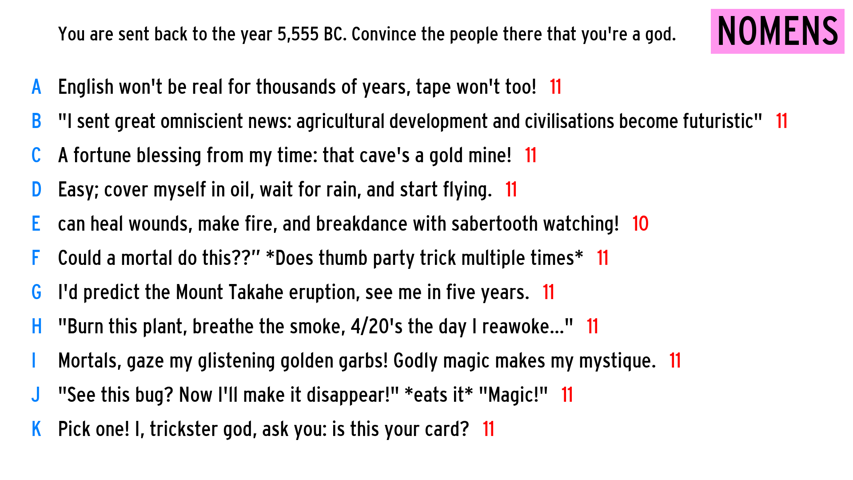 You are sent back to the year 5,555 BC. Convince the people there that you're a god.
NOMENS
A English won't be real for thousands of years, tape won't too! 11
B "I sent great omniscient news: agricultural development and civilisations become futuristic" 11
C A fortune blessing from my time: that cave's a gold mine! 11
D Easy; cover myself in oil, wait for rain, and start flying. 11
E can heal wounds, make fire, and breakdance with sabertooth watching! 10
F Could a mortal do this??” *Does thumb party trick multiple times* 11
G I'd predict the Mount Takahe eruption, see me in five years. 11
H "Burn this plant, breathe the smoke, 4/20's the day I reawoke..." 11
I Mortals, gaze my glistening golden garbs! Godly magic makes my mystique. 11
J "See this bug? Now I'll make it disappear!" *eats it* "Magic!" 11
K Pick one! I, trickster god, ask you: is this your card? 11